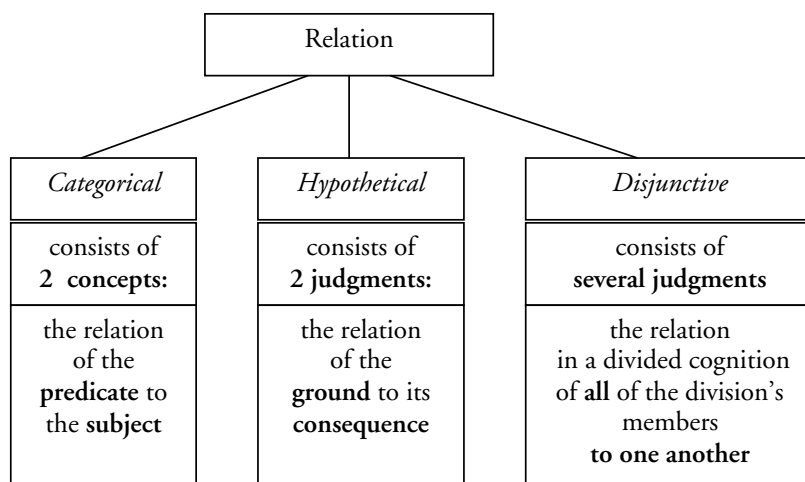 Relation
Categorical
consists of
2 concepts:
the relation
of the
predicate to
the subject
Hypothetical
consists of
2 judgments:
the relation
of the
ground to its
consequence
Disjunctive
consists of
several judgments
the relation
in a divided cognition
of all of the division’s
members
to one another